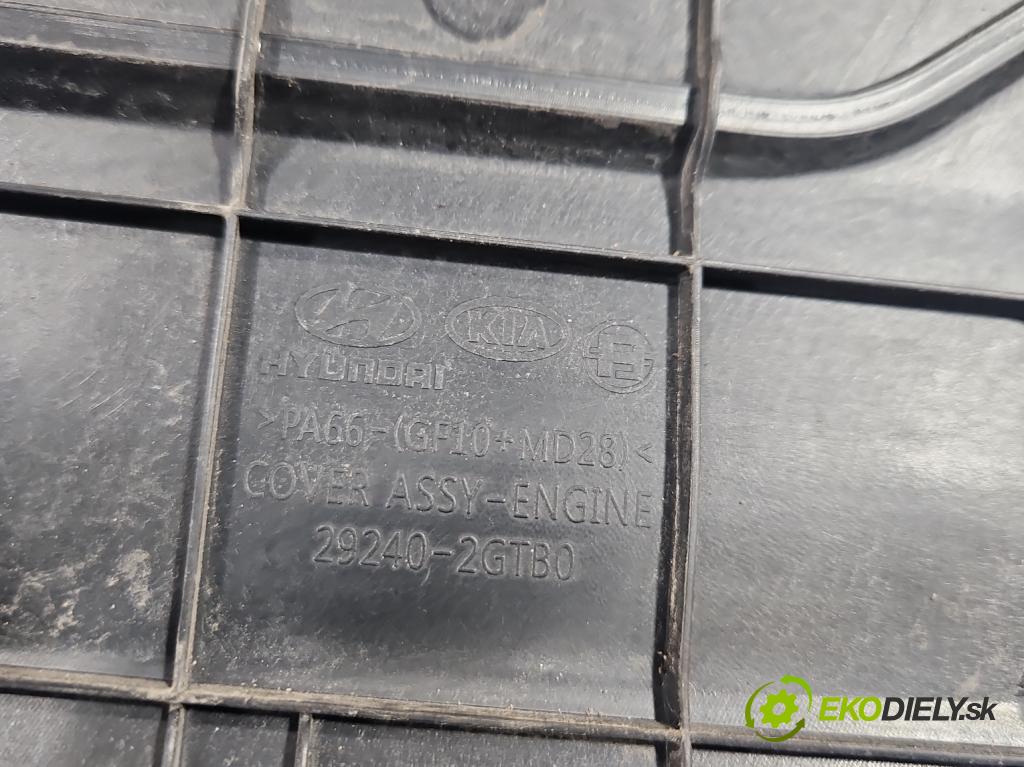 KIA
HYUNDAI
>PA66-(GF10+MD28)<
COVER ASSY-ENGINE
29240-2GTB0
EKODIELY.sk